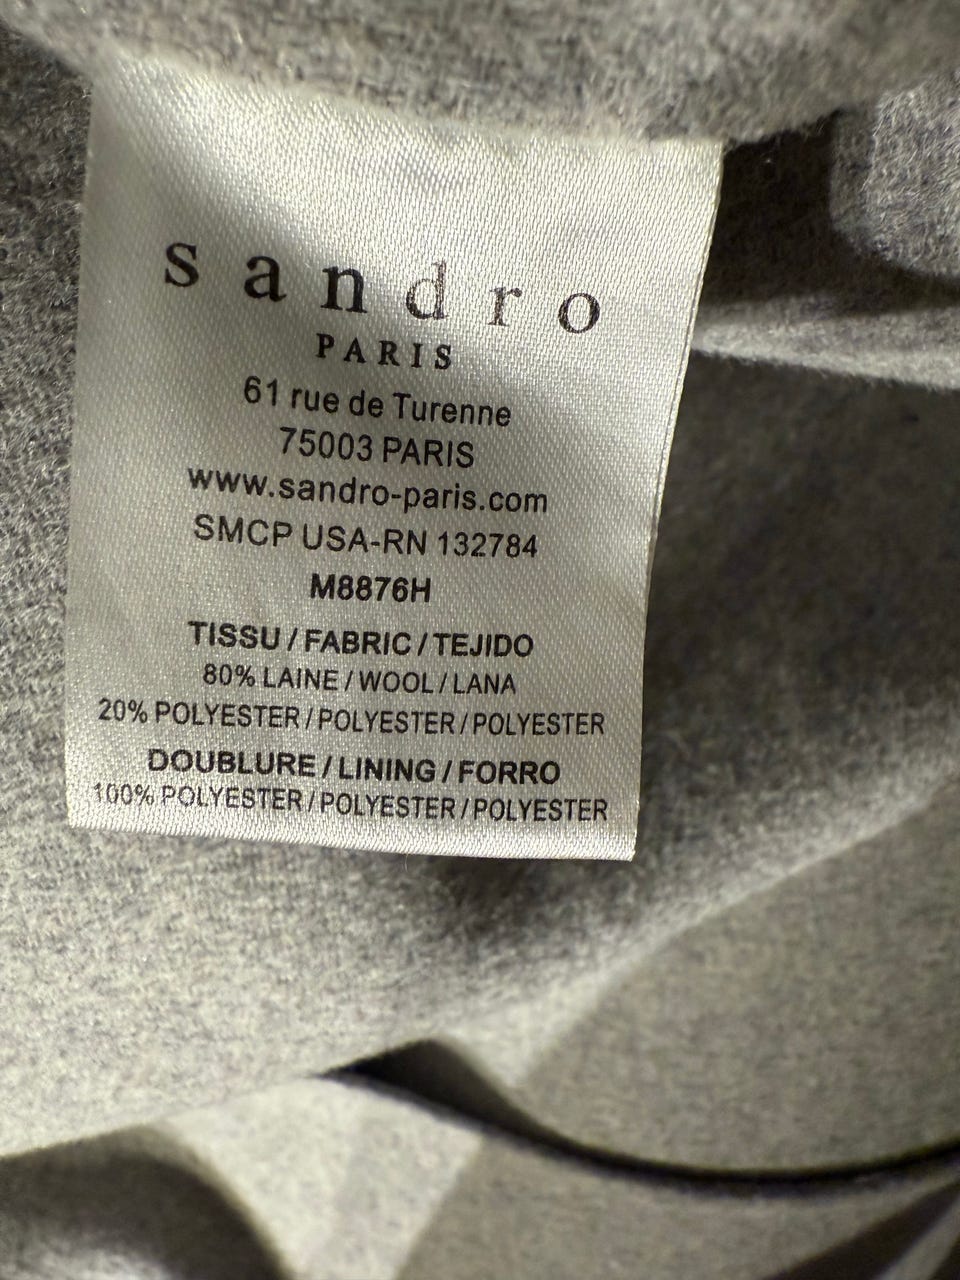 sandro
PARIS
61 rue de Turenne
75003 PARIS
www.sandro-paris.com
SMCP USA-RN 132784
M8876H
TISSU / FABRIC / TEJIDO
80% LAINE / WOOL / LANA
20% POLYESTER / POLYESTER / POLYESTER
DOUBLURE / LINING / FORRO
100% POLYESTER / POLYESTER / POLYESTER